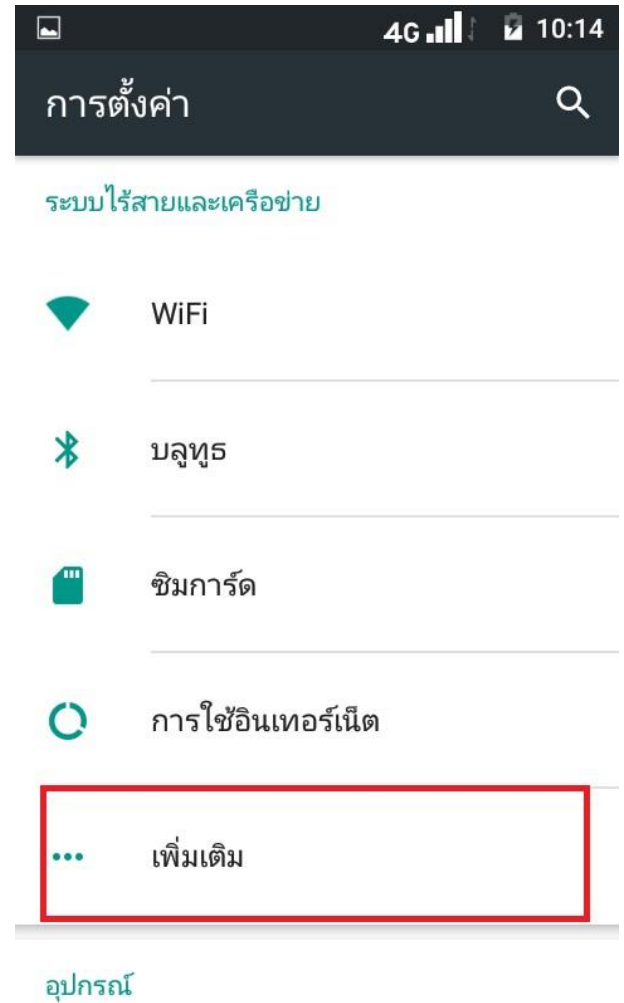 4G 10:14
การตั้งค่า
ระบบไร้สายและเครือข่าย
WiFi
บลูทูธ
ซิมการ์ด
การใช้อินเทอร์เน็ต
เพิ่มเติม
อุปกรณ์